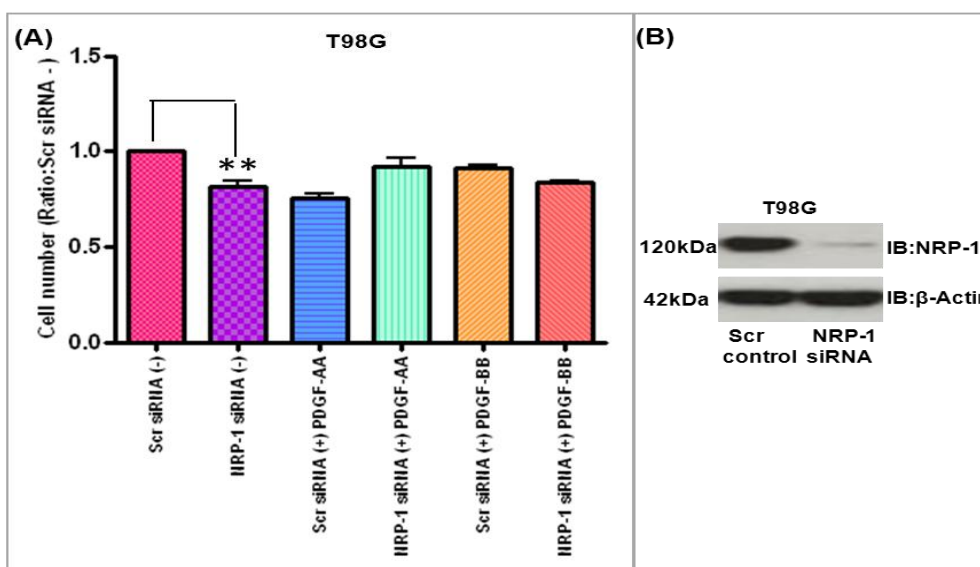 (A)
T98G
Cell number (Ratio:Scr siRNA -)
1.5
1.0
0.5
0.0
**
Scr siRNA (-)
NRP-1 siRNA (-)
Scr siRNA (+) PDGF-AA
NRP-1 siRNA (+) PDGF-AA
Scr siRNA (+) PDGF-BB
NRP-1 siRNA (+) PDGF-BB
(B)
T98G
120kDa IB:NRP-1
42kDa IB:β-Actin
Scr NRP-1
control siRNA